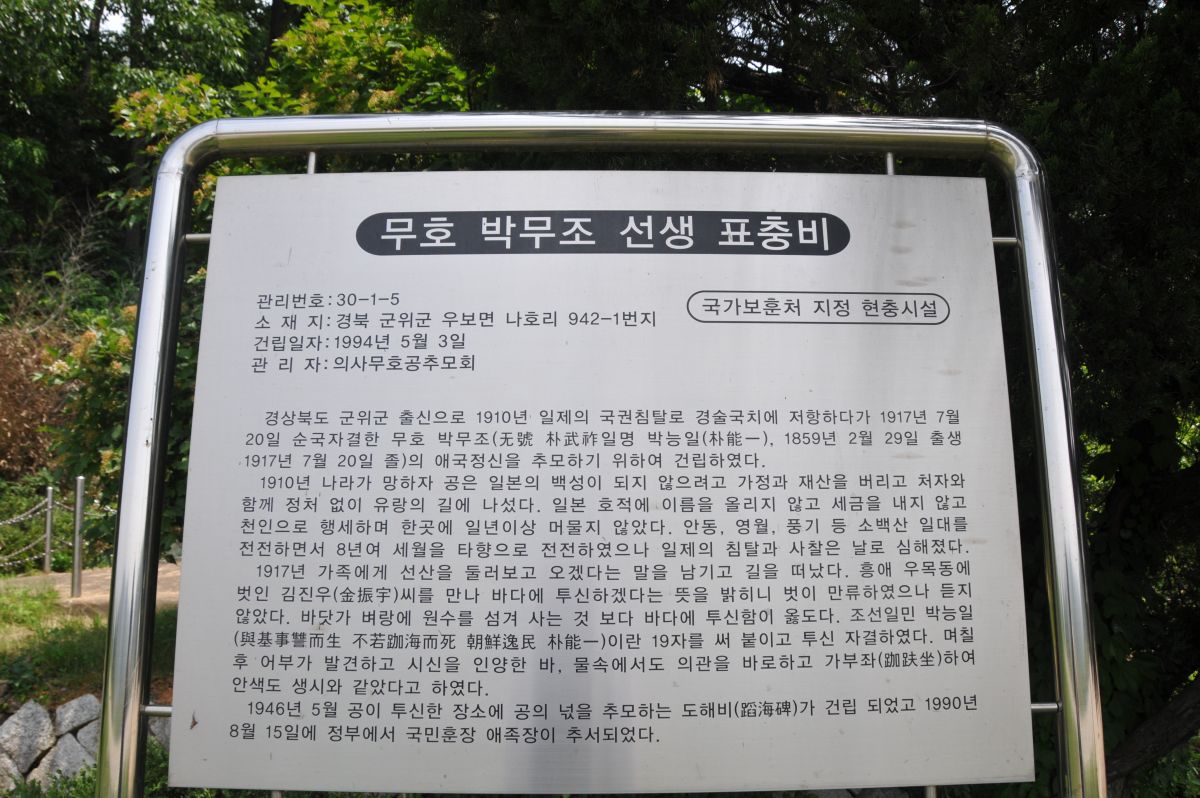 무호 박무조 선생 표충비
관리번호:30-1-5
국가보훈처 지정 현충시설
소 재 지:경북 군위군 우보면 나호리 942-1번지
건립일자:1994년 5월 3일
관 리 자:의사무호공추모회
경상북도 군위군 출신으로 1910년 일제의 국권침탈로 경술국치에 저항하다가 1917년 7월
20일 순국자결한 무호 박무조(无號 朴武祚일명 박능일(朴能一), 1859년 2월 29일 출생
1917년 7월 20일 졸)의 애국정신을 추모하기 위하여 건립하였다.
1910년 나라가 망하자 공은 일본의 백성이 되지 않으려고 가정과 재산을 버리고 처자와
함께 정처 없이 유랑의 길에 나섰다. 일본 호적에 이름을 올리지 않고 세금을 내지 않고
천인으로 행세하며 한곳에 일년이상 머물지 않았다. 안동, 영월, 풍기 등 소백산 일대를
전전하면서 8년여 세월을 타향으로 전전하였으나 일제의 침탈과 사찰은 날로 심해졌다.
1917년 가족에게 선산을 둘러보고 오겠다는 말을 남기고 길을 떠났다. 흥애 우목동에
벗인 김진우(金振宇)씨를 만나 바다에 투신하겠다는 뜻을 밝히니 벗이 만류하였으나 듣지
않았다. 바닷가 벼랑에 원수를 섬겨 사는 것 보다 바다에 투신함이 옳도다. 조선일민 박능일
(與基事讐而生 不若跏海而死 朝鮮逸民 朴能一)이란 19자를 써 붙이고 투신 자결하였다. 며칠
후 어부가 발견하고 시신을 인양한 바, 물속에서도 의관을 바로하고 가부좌(跏趺坐)하여
안색도 생시와 같았다고 하였다.
1946년 5월 공이 투신한 장소에 공의 넋을 추모하는 도해비(蹈海碑)가 건립 되었고 1990년
8월 15일에 정부에서 국민훈장 애족장이 추서되었다.